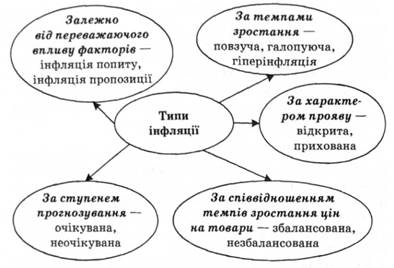 Залежно
від переважаючого
впливу факторів —
інфляція попиту,
інфляція пропозиції
За темпами
зростання —
повзуча, галопуюча,
гіперінфляція
Типи
інфляції
За характе-
ром прояву —
відкрита,
прихована
За ступенем
прогнозування —
очікувана,
неочікувана
За співвідношенням
темпів зростання цін
на товари — збалансована,
незбалансована